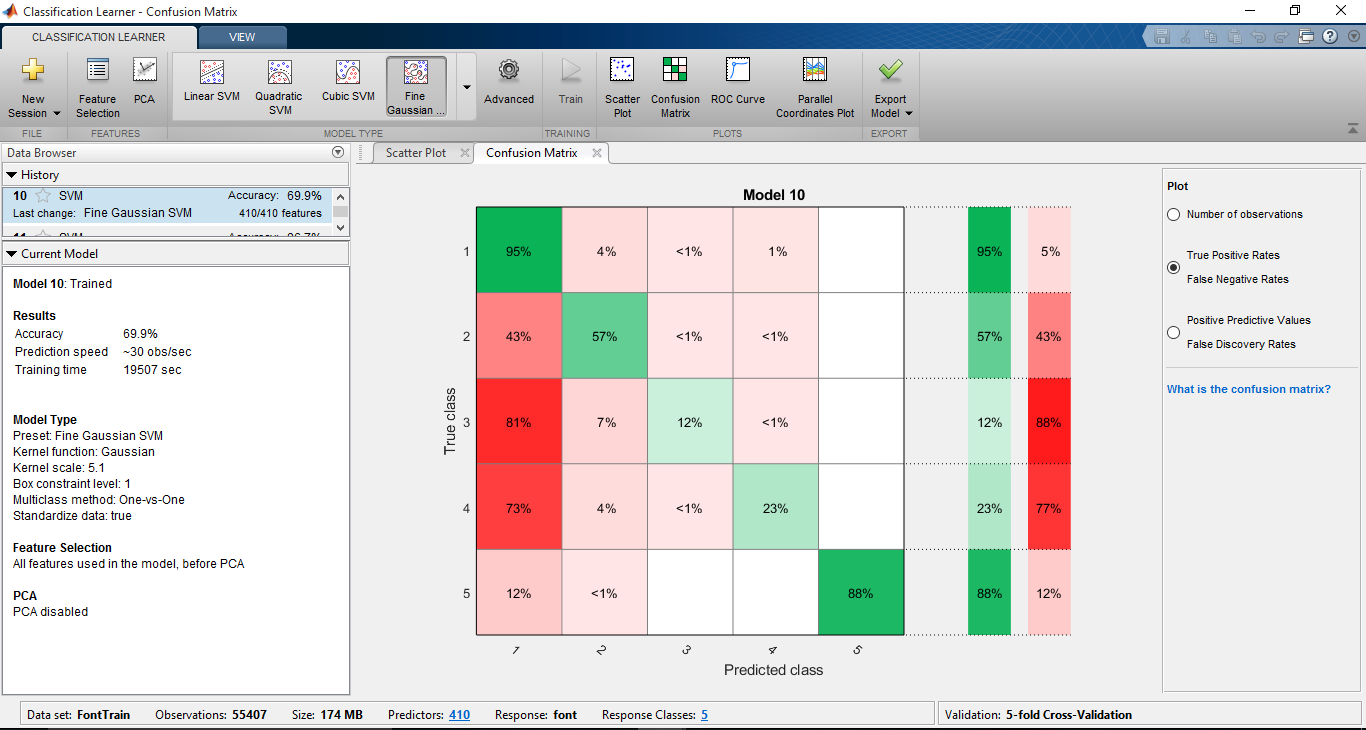 Classification Learner - Confusion Matrix
CLASSIFICATION LEARNER
VIEW
New Session
Feature Selection
PCA
Linear SVM
Quadratic SVM
Cubic SVM
Fine Gaussian ...
Advanced
Train
Scatter Plot
Confusion Matrix
ROC Curve
Parallel Coordinates Plot
Export Model
FILE
FEATURES
MODEL TYPE
TRAINING
PLOTS
EXPORT
Data Browser
History
10 SVM Accuracy: 69.9%
Last change: Fine Gaussian SVM 410/410 features
Current Model
Model 10: Trained
Results
Accuracy 69.9%
Prediction speed ~30 obs/sec
Training time 19507 sec
Model Type
Preset: Fine Gaussian SVM
Kernel function: Gaussian
Kernel scale: 5.1
Box constraint level: 1
Multiclass method: One-vs-One
Standardize data: true
Feature Selection
All features used in the model, before PCA
PCA
PCA disabled
Scatter Plot
Confusion Matrix
Model 10
True class
1 95% 4% <1% 1% 95% 5%
2 43% 57% <1% <1% 57% 43%
3 81% 7% 12% <1% 12% 88%
4 73% 4% <1% 23% 23% 77%
5 12% <1% 88% 88% 12%
1 2 3 4 5
Predicted class
Plot
Number of observations
True Positive Rates
False Negative Rates
Positive Predictive Values
False Discovery Rates
What is the confusion matrix?
Data set: FontTrain Observations: 55407 Size: 174 MB Predictors: 410 Response: font Response Classes: 5
Validation: 5-fold Cross-Validation